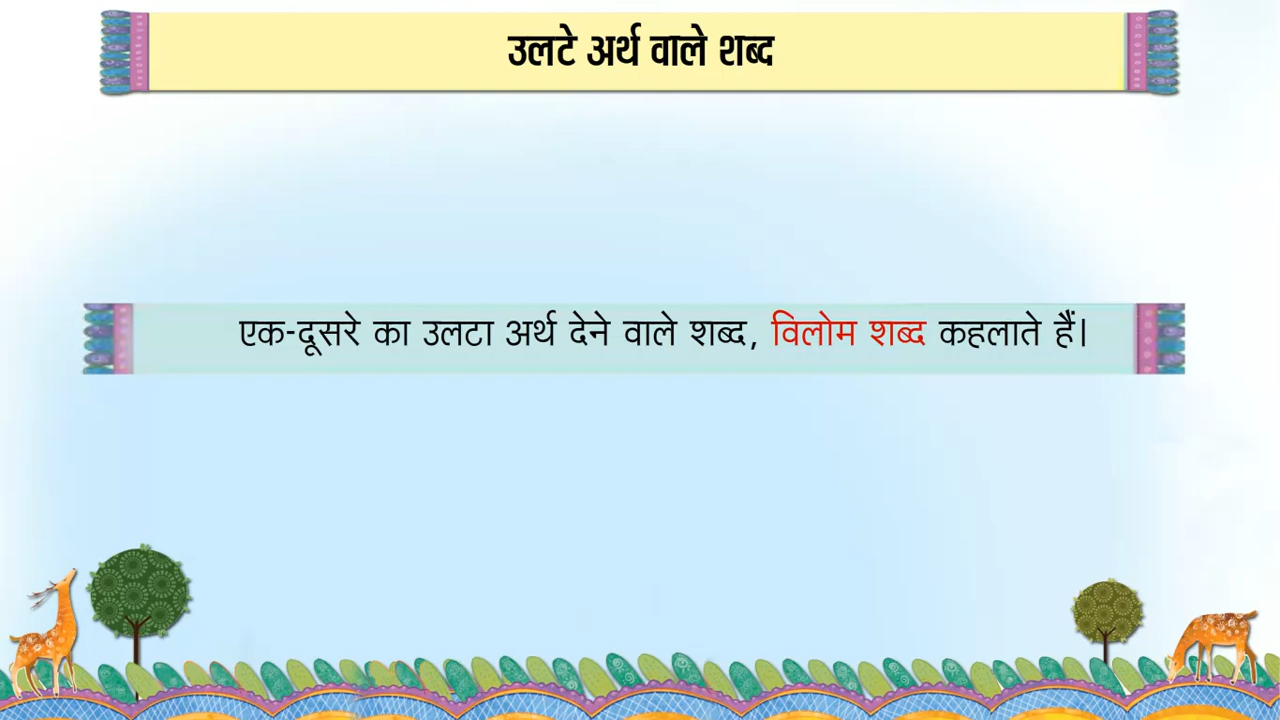 उलटे अर्थ वाले शब्द
एक-दूसरे का उलटा अर्थ देने वाले शब्द, विलोम शब्द कहलाते हैं।